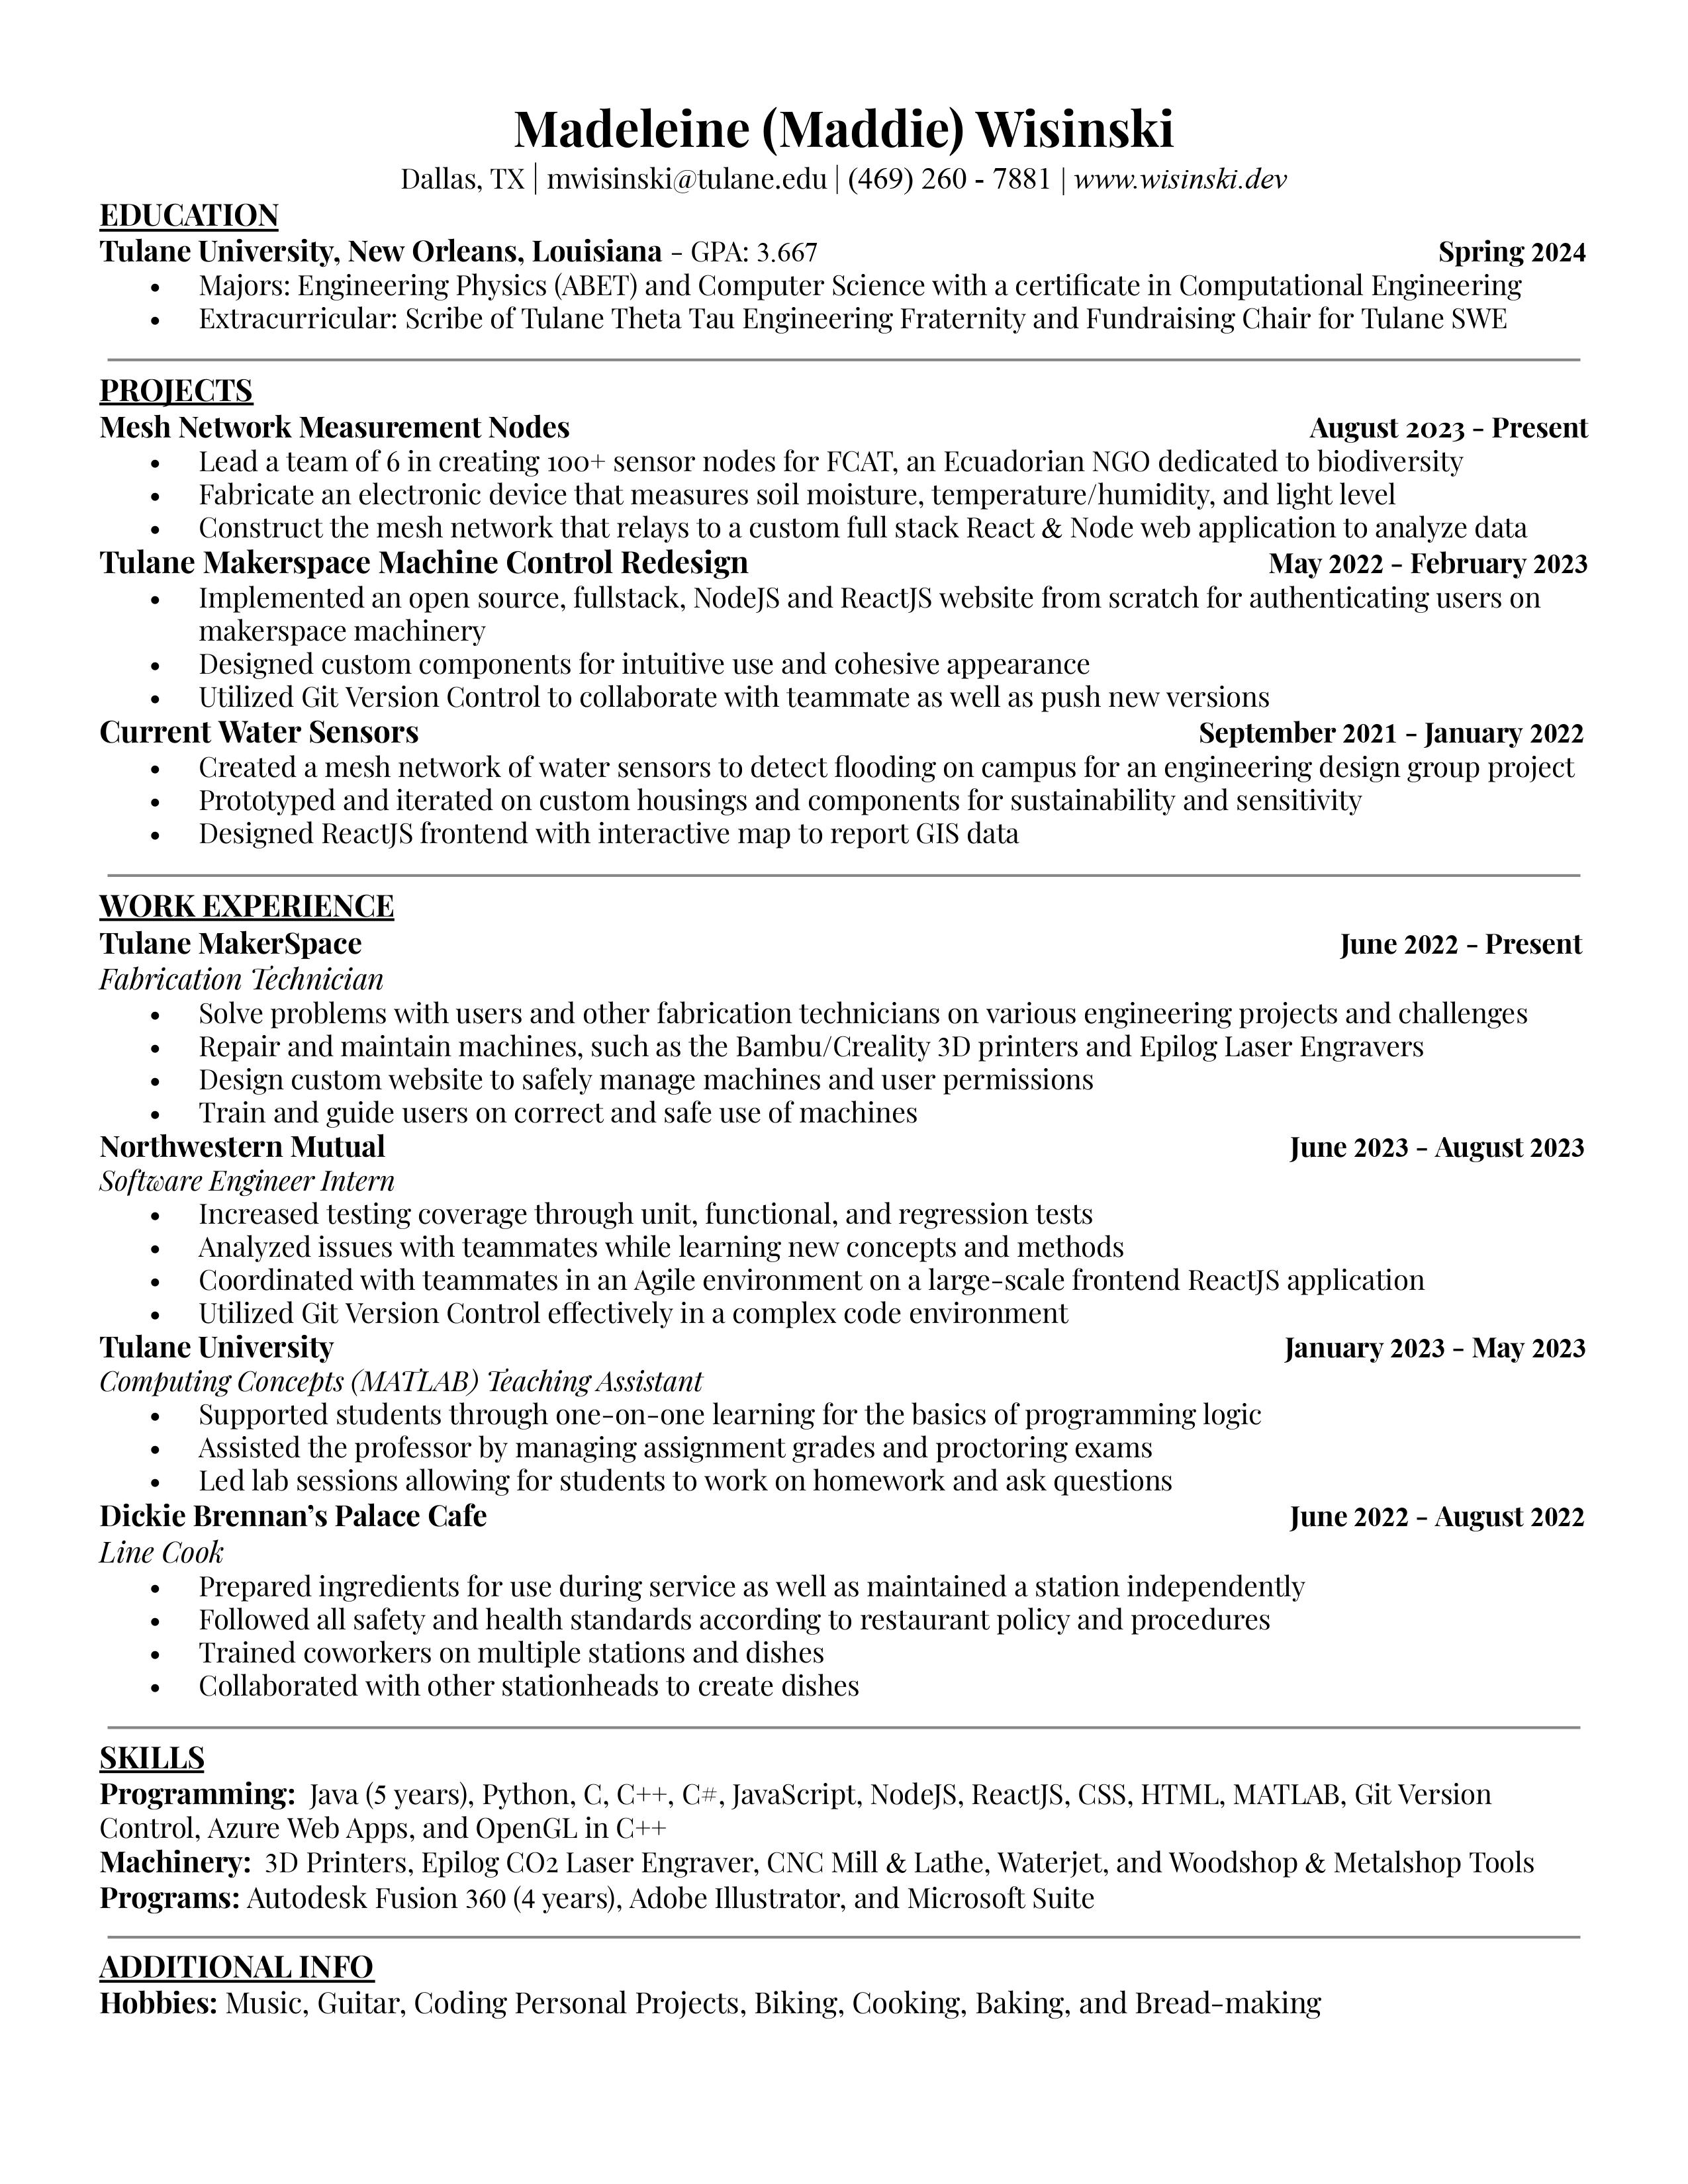 Madeleine (Maddie) Wisinski
Dallas, TX | mwisinski@tulane.edu | (469) 260 - 7881 | www.wisinski.dev
EDUCATION
Tulane University, New Orleans, Louisiana - GPA: 3.667 Spring 2024
• Majors: Engineering Physics (ABET) and Computer Science with a certificate in Computational Engineering
• Extracurricular: Scribe of Tulane Theta Tau Engineering Fraternity and Fundraising Chair for Tulane SWE
PROJECTS
Mesh Network Measurement Nodes August 2023 - Present
• Lead a team of 6 in creating 100+ sensor nodes for FCAT, an Ecuadorian NGO dedicated to biodiversity
• Fabricate an electronic device that measures soil moisture, temperature/humidity, and light level
• Construct the mesh network that relays to a custom full stack React & Node web application to analyze data
Tulane Makerspace Machine Control Redesign May 2022 - February 2023
• Implemented an open source, fullstack, NodeJS and ReactJS website from scratch for authenticating users on
makerspace machinery
• Designed custom components for intuitive use and cohesive appearance
• Utilized Git Version Control to collaborate with teammate as well as push new versions
Current Water Sensors September 2021 - January 2022
• Created a mesh network of water sensors to detect flooding on campus for an engineering design group project
• Prototyped and iterated on custom housings and components for sustainability and sensitivity
• Designed ReactJS frontend with interactive map to report GIS data
WORK EXPERIENCE
Tulane MakerSpace June 2022 - Present
Fabrication Technician
• Solve problems with users and other fabrication technicians on various engineering projects and challenges
• Repair and maintain machines, such as the Bambu/Creality 3D printers and Epilog Laser Engravers
• Design custom website to safely manage machines and user permissions
• Train and guide users on correct and safe use of machines
Northwestern Mutual June 2023 - August 2023
Software Engineer Intern
• Increased testing coverage through unit, functional, and regression tests
• Analyzed issues with teammates while learning new concepts and methods
• Coordinated with teammates in an Agile environment on a large-scale frontend ReactJS application
• Utilized Git Version Control effectively in a complex code environment
Tulane University January 2023 - May 2023
Computing Concepts (MATLAB) Teaching Assistant
• Supported students through one-on-one learning for the basics of programming logic
• Assisted the professor by managing assignment grades and proctoring exams
• Led lab sessions allowing for students to work on homework and ask questions
Dickie Brennan's Palace Cafe June 2022 - August 2022
Line Cook
• Prepared ingredients for use during service as well as maintained a station independently
• Followed all safety and health standards according to restaurant policy and procedures
• Trained coworkers on multiple stations and dishes
• Collaborated with other stationheads to create dishes
SKILLS
Programming: Java (5 years), Python, C, C++, C#, JavaScript, NodeJS, ReactJS, CSS, HTML, MATLAB, Git Version
Control, Azure Web Apps, and OpenGL in C++
Machinery: 3D Printers, Epilog CO2 Laser Engraver, CNC Mill & Lathe, Waterjet, and Woodshop & Metalshop Tools
Programs: Autodesk Fusion 360 (4 years), Adobe Illustrator, and Microsoft Suite
ADDITIONAL INFO
Hobbies: Music, Guitar, Coding Personal Projects, Biking, Cooking, Baking, and Bread-making